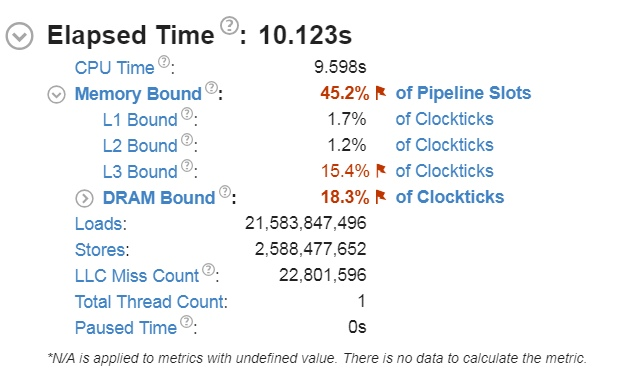 Elapsed Time ?: 10.123s
CPU Time ?: 9.598s
Memory Bound ?: 45.2% of Pipeline Slots
L1 Bound ?: 1.7% of Clockticks
L2 Bound ?: 1.2% of Clockticks
L3 Bound ?: 15.4% of Clockticks
DRAM Bound ?: 18.3% of Clockticks
Loads: 21,583,847,496
Stores: 2,588,477,652
LLC Miss Count ?: 22,801,596
Total Thread Count: 1
Paused Time ?: 0s
*N/A is applied to metrics with undefined value. There is no data to calculate the metric.